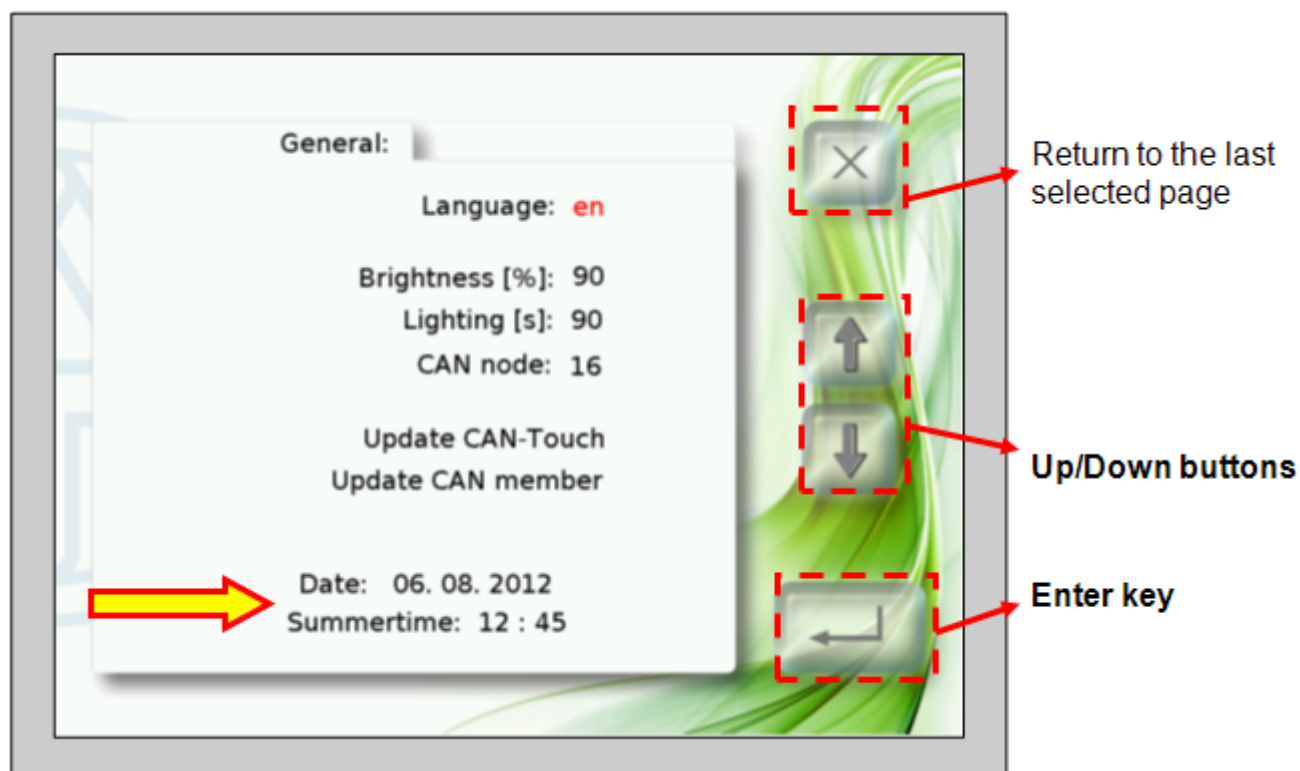 General:
Language: en
Return to the last
selected page
Brightness [%]: 90
Lighting [s]: 90
CAN node: 16
Update CAN-Touch
Update CAN member
Up/Down buttons
Date: 06. 08. 2012
Summertime: 12 : 45
Enter key